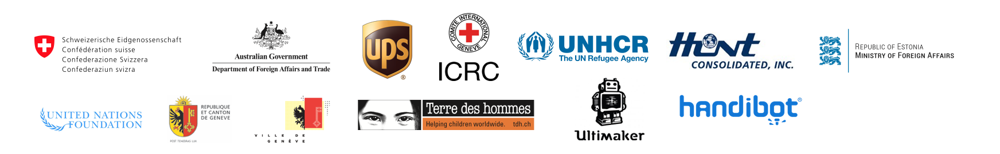 Schweizerische Eidgenossenschaft
Confédération suisse
Confederazione Svizzera
Confederaziun svizra
Australian Government
Department of Foreign Affairs and Trade
ups
®
COMITE INTERNATIONAL
GENEVE
ICRC
UNHCR
The UN Refugee Agency
Hunt
CONSOLIDATED, INC.
REPUBLIC OF ESTONIA
MINISTRY OF FOREIGN AFFAIRS
UNITED NATIONS
FOUNDATION
REPUBLIQUE
ET CANTON
DE GENEVE
POST TENEBRAS LUX
VILLE DE
GENÈVE
Terre des hommes
Helping children worldwide. tdh.ch
Ultimaker
handibot®